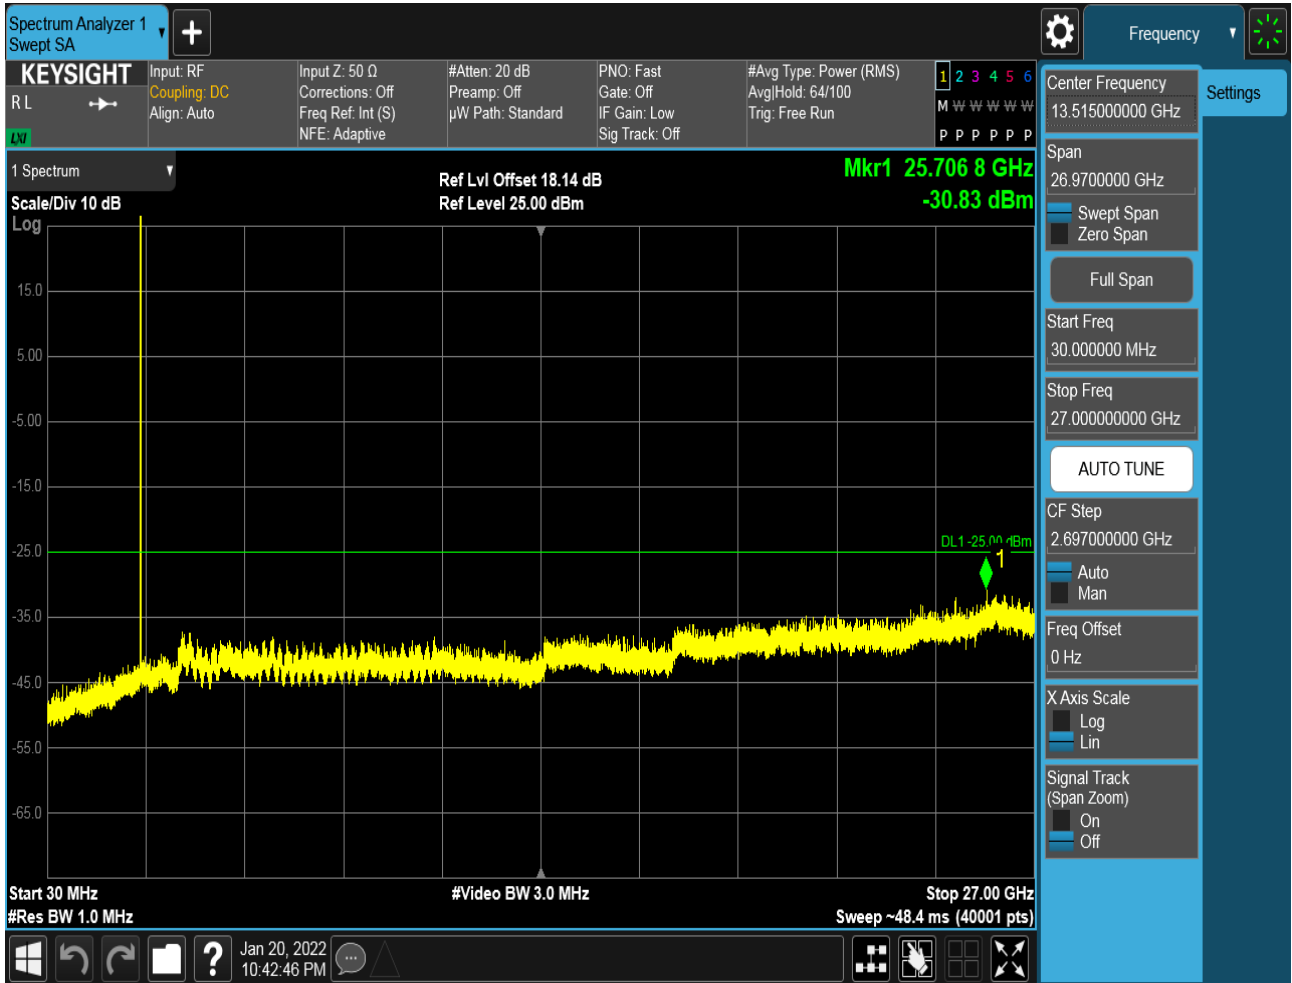 Spectrum Analyzer 1
Swept SA
Frequency
KEYSIGHT
R L
LXI
Input: RF
Coupling: DC
Align: Auto
Input Z: 50 Ω
Corrections: Off
Freq Ref: Int (S)
NFE: Adaptive
#Atten: 20 dB
Preamp: Off
µW Path: Standard
PNO: Fast
Gate: Off
IF Gain: Low
Sig Track: Off
#Avg Type: Power (RMS)
Avg|Hold: 64/100
Trig: Free Run
1 2 3 4 5 6
M W W W W W
P P P P P P
1 Spectrum
Scale/Div 10 dB
Log
Ref Lvl Offset 18.14 dB
Ref Level 25.00 dBm
Mkr1 25.706 8 GHz
-30.83 dBm
15.0
5.00
-5.00
-15.0
-25.0
-35.0
-45.0
-55.0
-65.0
DL1 -25.00 dBm
1
Start 30 MHz
#Res BW 1.0 MHz
#Video BW 3.0 MHz
Stop 27.00 GHz
Sweep ~48.4 ms (40001 pts)
Center Frequency
13.515000000 GHz
Settings
Span
26.9700000 GHz
Swept Span
Zero Span
Full Span
Start Freq
30.000000 MHz
Stop Freq
27.000000000 GHz
AUTO TUNE
CF Step
2.697000000 GHz
Auto
Man
Freq Offset
0 Hz
X Axis Scale
Log
Lin
Signal Track
(Span Zoom)
On
Off
?
Jan 20, 2022
10:42:46 PM